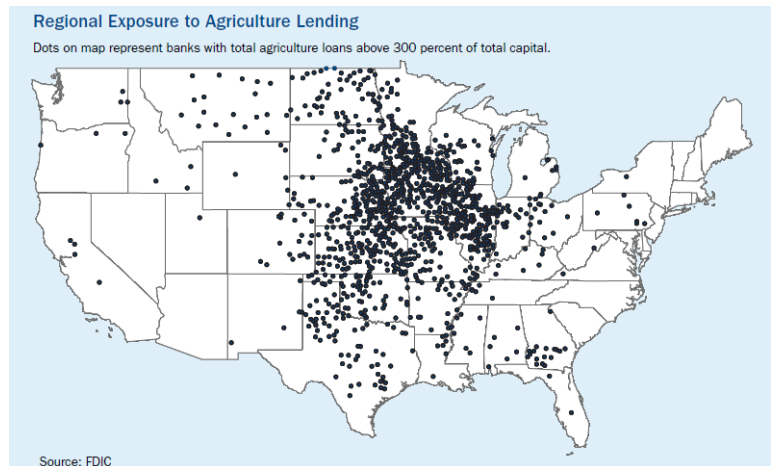 Regional Exposure to Agriculture Lending
Dots on map represent banks with total agriculture loans above 300 percent of total capital.
Source: FDIC